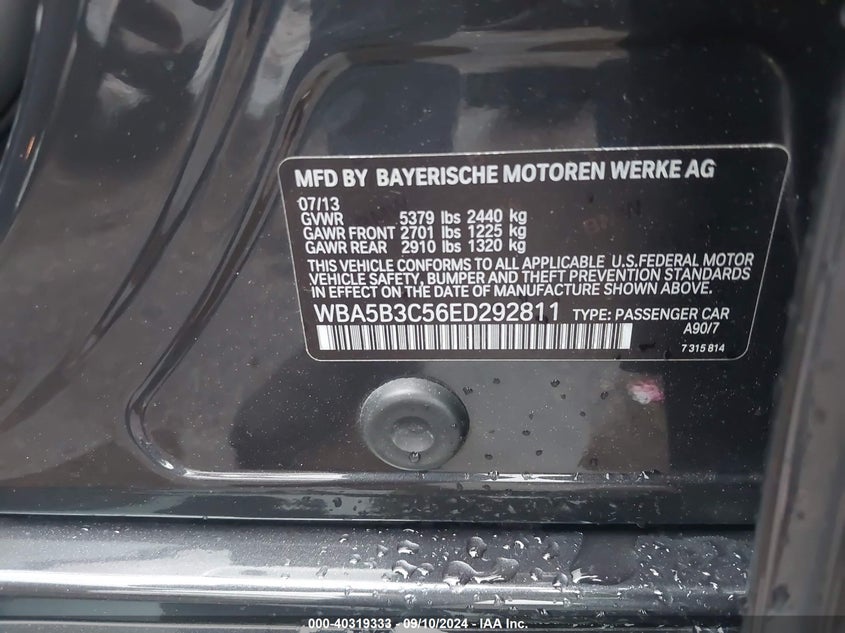 MFD BY BAYERISCHE MOTOREN WERKE AG
07/13
GVWR 5379 lbs 2440 kg
GAWR FRONT 2701 lbs 1225 kg
GAWR REAR 2910 lbs 1320 kg
THIS VEHICLE CONFORMS TO ALL APPLICABLE U.S.FEDERAL MOTOR
VEHICLE SAFETY, BUMPER AND THEFT PREVENTION STANDARDS
IN EFFECT ON THE DATE OF MANUFACTURE SHOWN ABOVE.
WBA5B3C56ED292811 TYPE: PASSENGER CAR
A90/7
7 315 814
000-40319333 - 09/10/2024 - IAA Inc.